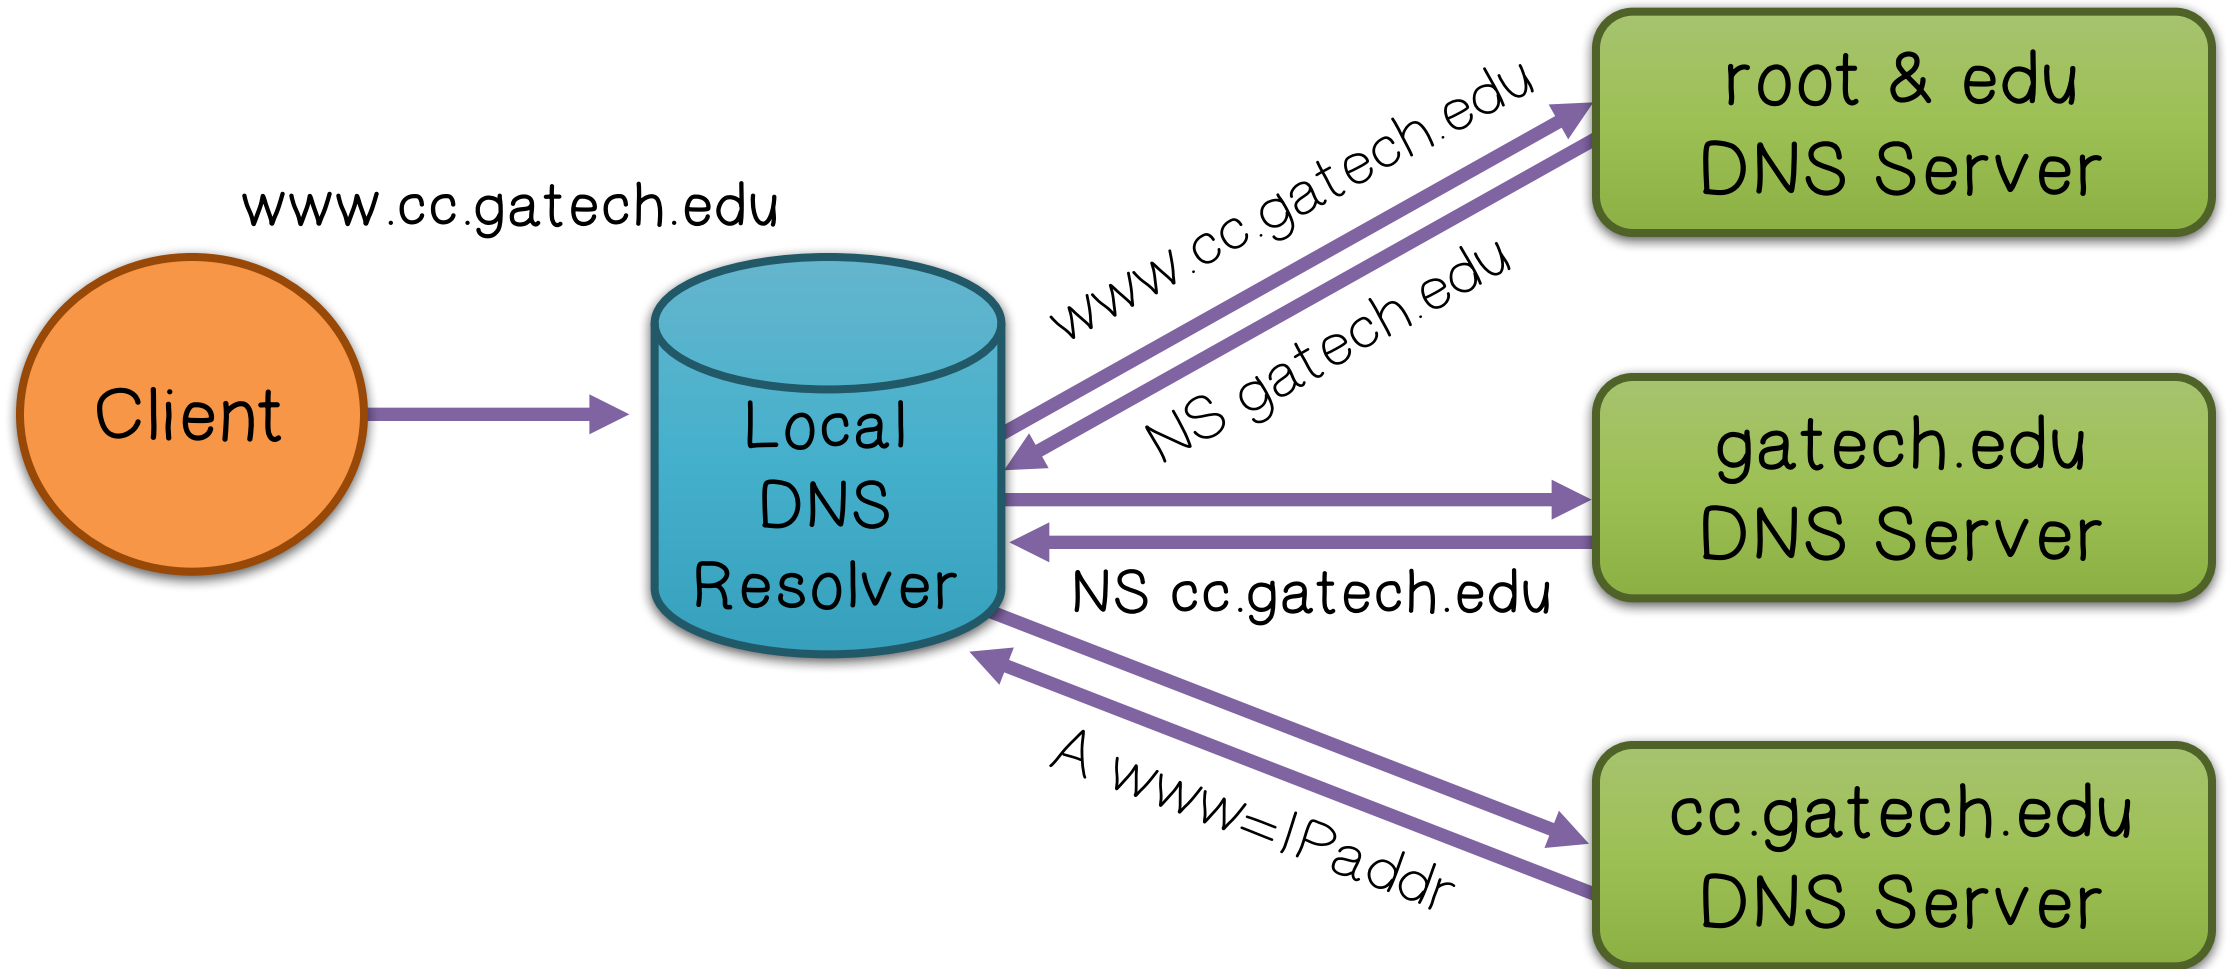 www.cc.gatech.edu
Client
Local
DNS
Resolver
www.cc.gatech.edu
NS gatech.edu
NS cc.gatech.edu
A www=IPaddr
root & edu
DNS Server
gatech.edu
DNS Server
cc.gatech.edu
DNS Server